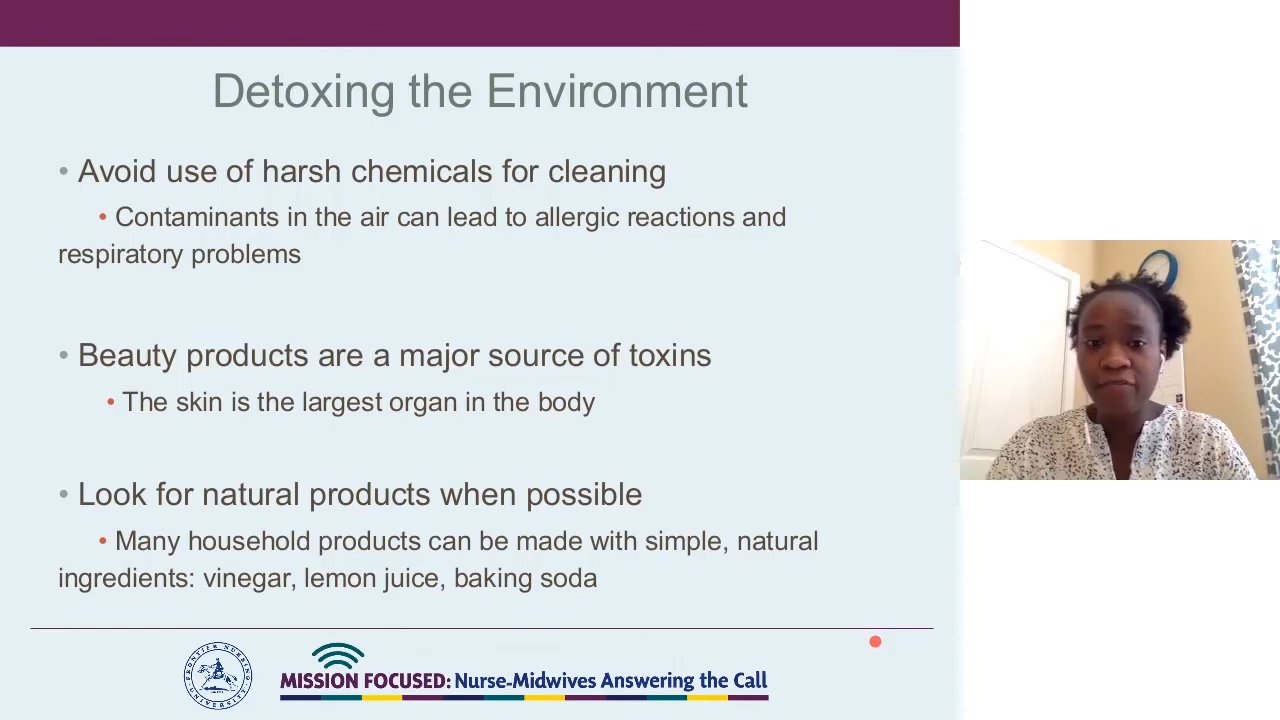 Detoxing the Environment
• Avoid use of harsh chemicals for cleaning
• Contaminants in the air can lead to allergic reactions and
respiratory problems
• Beauty products are a major source of toxins
• The skin is the largest organ in the body
• Look for natural products when possible
• Many household products can be made with simple, natural
ingredients: vinegar, lemon juice, baking soda
FRONTIER NURSING UNIVERSITY
MISSION FOCUSED: Nurse-Midwives Answering the Call